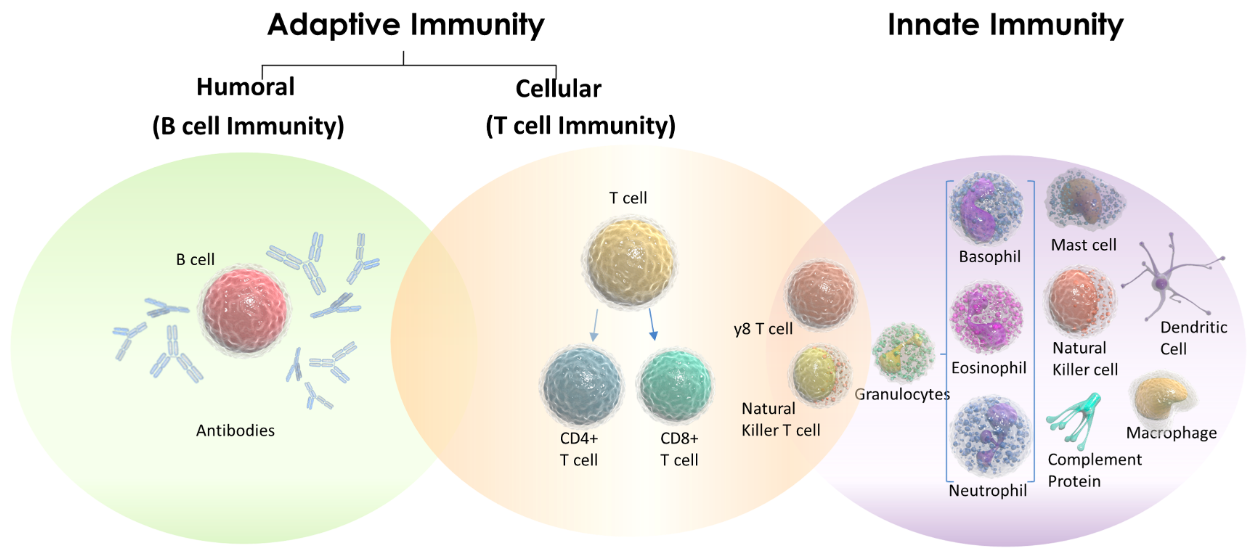 Adaptive Immunity
Innate Immunity
Humoral
(B cell Immunity)
Cellular
(T cell Immunity)
B cell
Antibodies
T cell
CD4+
T cell
CD8+
T cell
γ8 T cell
Natural
Killer T cell
Granulocytes
Basophil
Eosinophil
Neutrophil
Mast cell
Natural
Killer cell
Dendritic
Cell
Complement
Protein
Macrophage